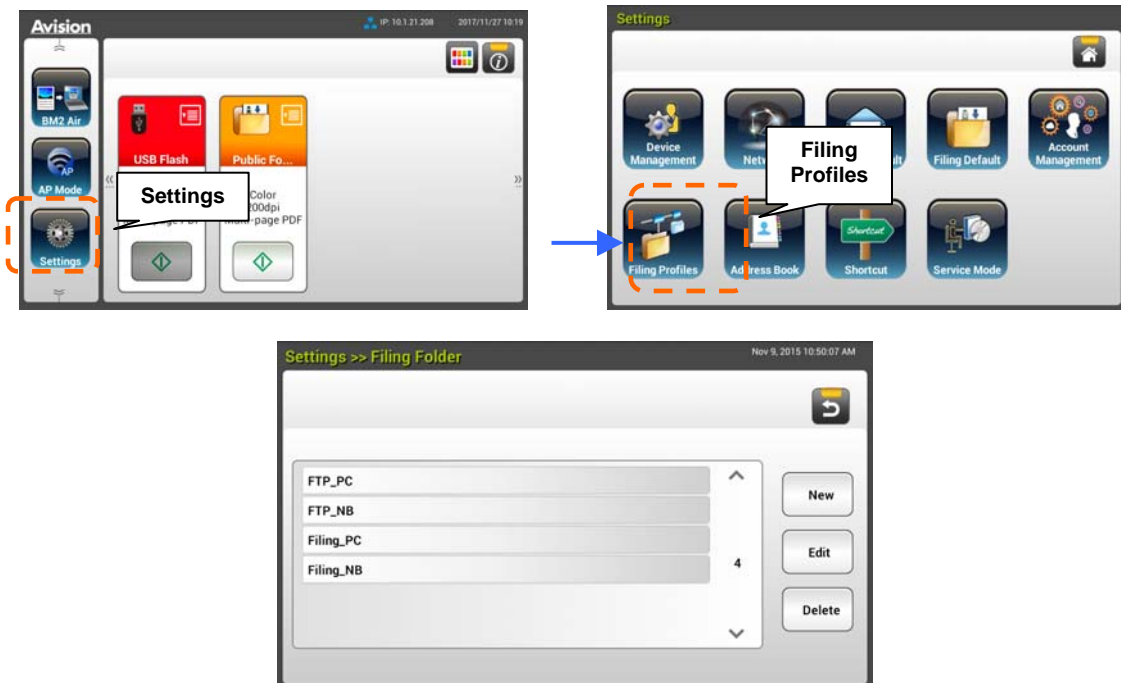 Avision
IP: 10.1.21.208 2017/11/27 10:19
BM2 Air
AP
AP Mode
Settings
USB Flash
Public Fo...
Settings
Color
200dpi
page PDF
Settings
Device
Management
Filing
Profiles
Filing Default
Account
Management
Filing Profiles
Address Book
Shortcut
Shortcut
Service Mode
Settings >> Filing Folder
Nov 9, 2015 10:50:07 AM
FTP_PC
FTP_NB
Filing_PC
Filing_NB
4
New
Edit
Delete